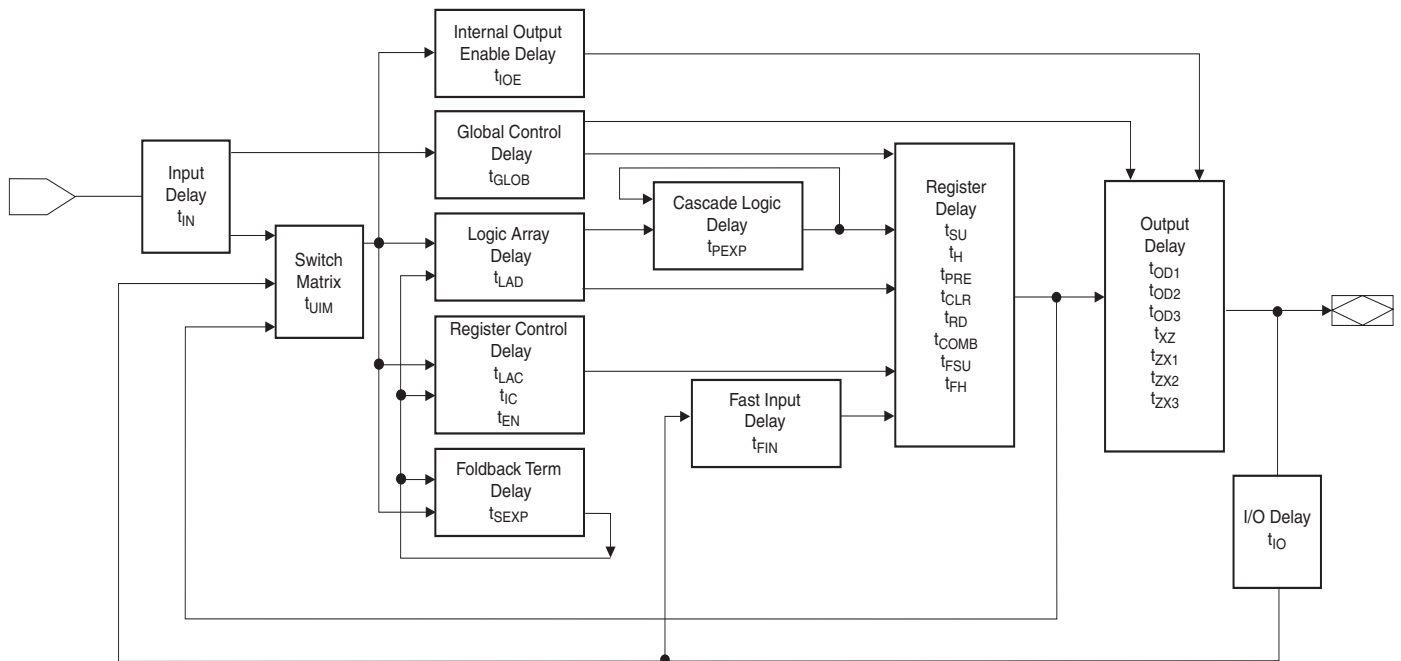 Internal Output
Enable Delay
tIOE
Global Control
Delay
tGLOB
Input
Delay
tIN
Switch
Matrix
tUIM
Logic Array
Delay
tLAD
Cascade Logic
Delay
tPEXP
Register Control
Delay
tLAC
tIC
tEN
Foldback Term
Delay
tSEXP
Fast Input
Delay
tFIN
Register
Delay
tSU
tH
tPRE
tCLR
tRD
tCOMB
tFSU
tFH
Output
Delay
tOD1
tOD2
tOD3
tXZ
tZX1
tZX2
tZX3
I/O Delay
tIO